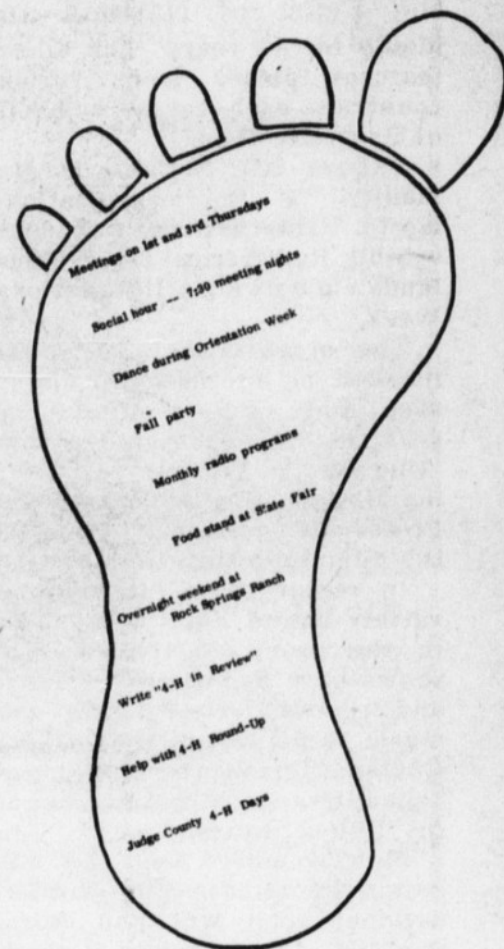 Meetings on 1st and 3rd Thursdays
Social hour — 7:30 meeting nights
Dance during Orientation Week
Fall party
Monthly radio programs
Food stand at State Fair
Overnight weekend at
Rock Springs Ranch
Write "4-H in Review"
Help with 4-H Round-Up
Judge County 4-H Days